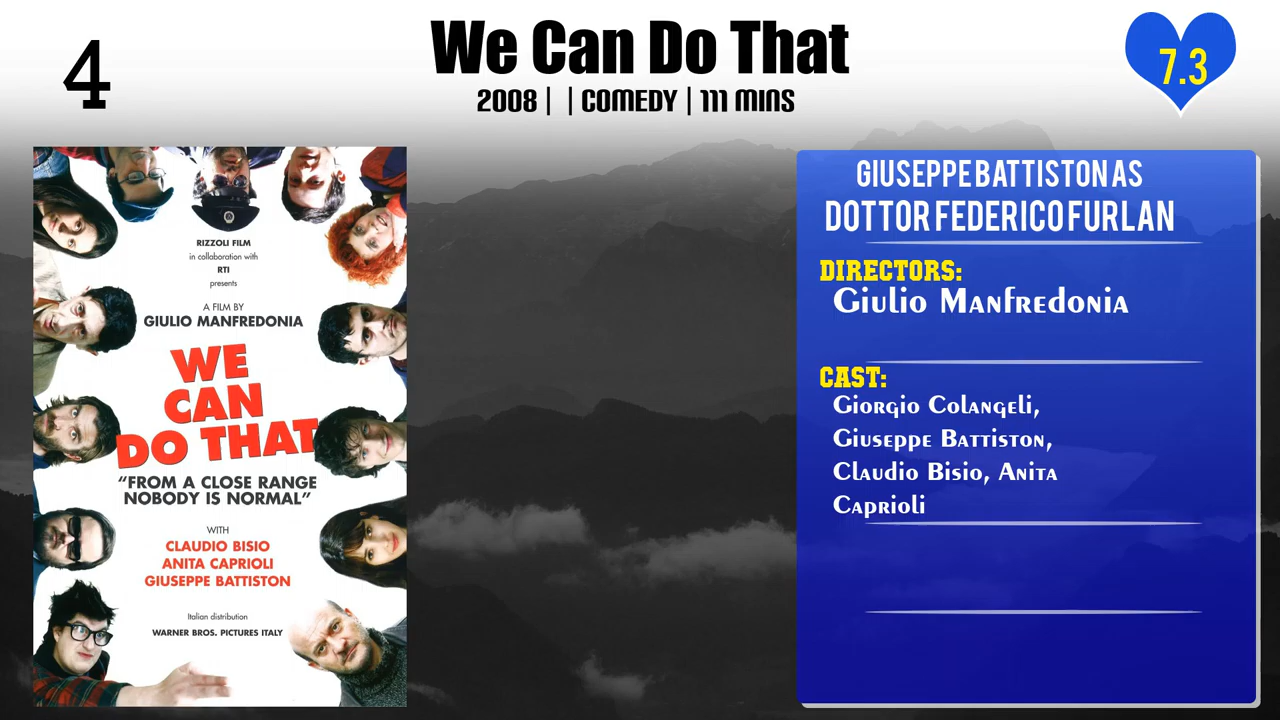 4
We Can Do That
2008 | | COMEDY | 111 MINS
7.3
RIZZOLI FILM
in collaboration with
RTI
presents
A FILM BY
GIULIO MANFREDONIA
WE
CAN
DO THAT
“FROM A CLOSE RANGE
NOBODY IS NORMAL”
WITH
CLAUDIO BISIO
ANITA CAPRIOLI
GIUSEPPE BATTISTON
Italian distribution
WARNER BROS. PICTURES ITALY
GIUSEPPE BATTISTON AS
DOTTOR FEDERICO FURLAN
DIRECTORS:
Giulio Manfredonia
CAST:
Giorgio Colangeli,
Giuseppe Battiston,
Claudio Bisio, Anita
Caprioli